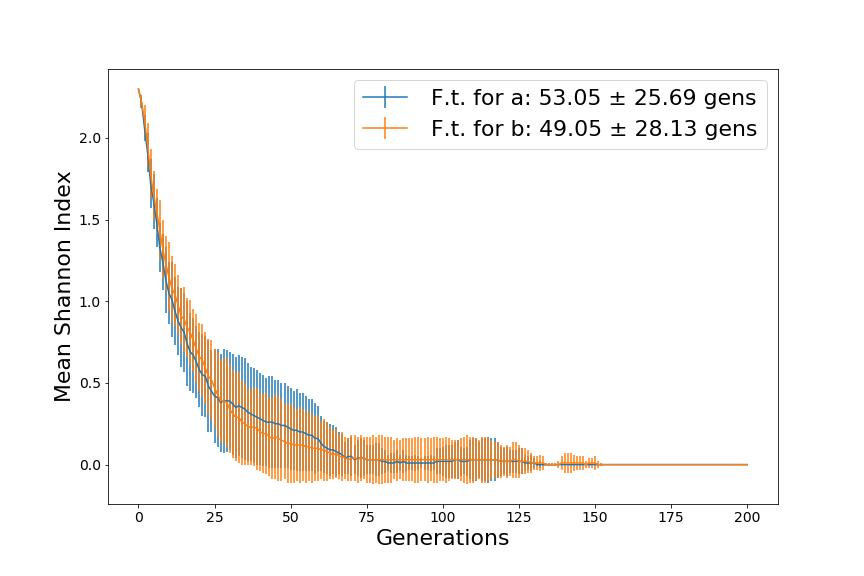 F.t. for a: 53.05 ± 25.69 gens
F.t. for b: 49.05 ± 28.13 gens
Mean Shannon Index
2.0
1.5
1.0
0.5
0.0
0 25 50 75 100 125 150 175 200
Generations